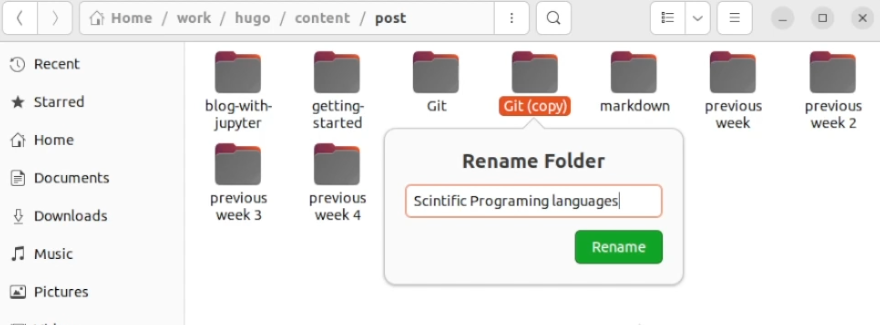 Home / work / hugo / content / post
Recent
Starred
Home
Documents
Downloads
Music
Pictures
blog-with-
jupyter
getting-
started
Git
Git (copy)
markdown
previous
week
previous
week 2
previous
week 3
previous
week 4
Rename Folder
Scintific Programing languages
Rename